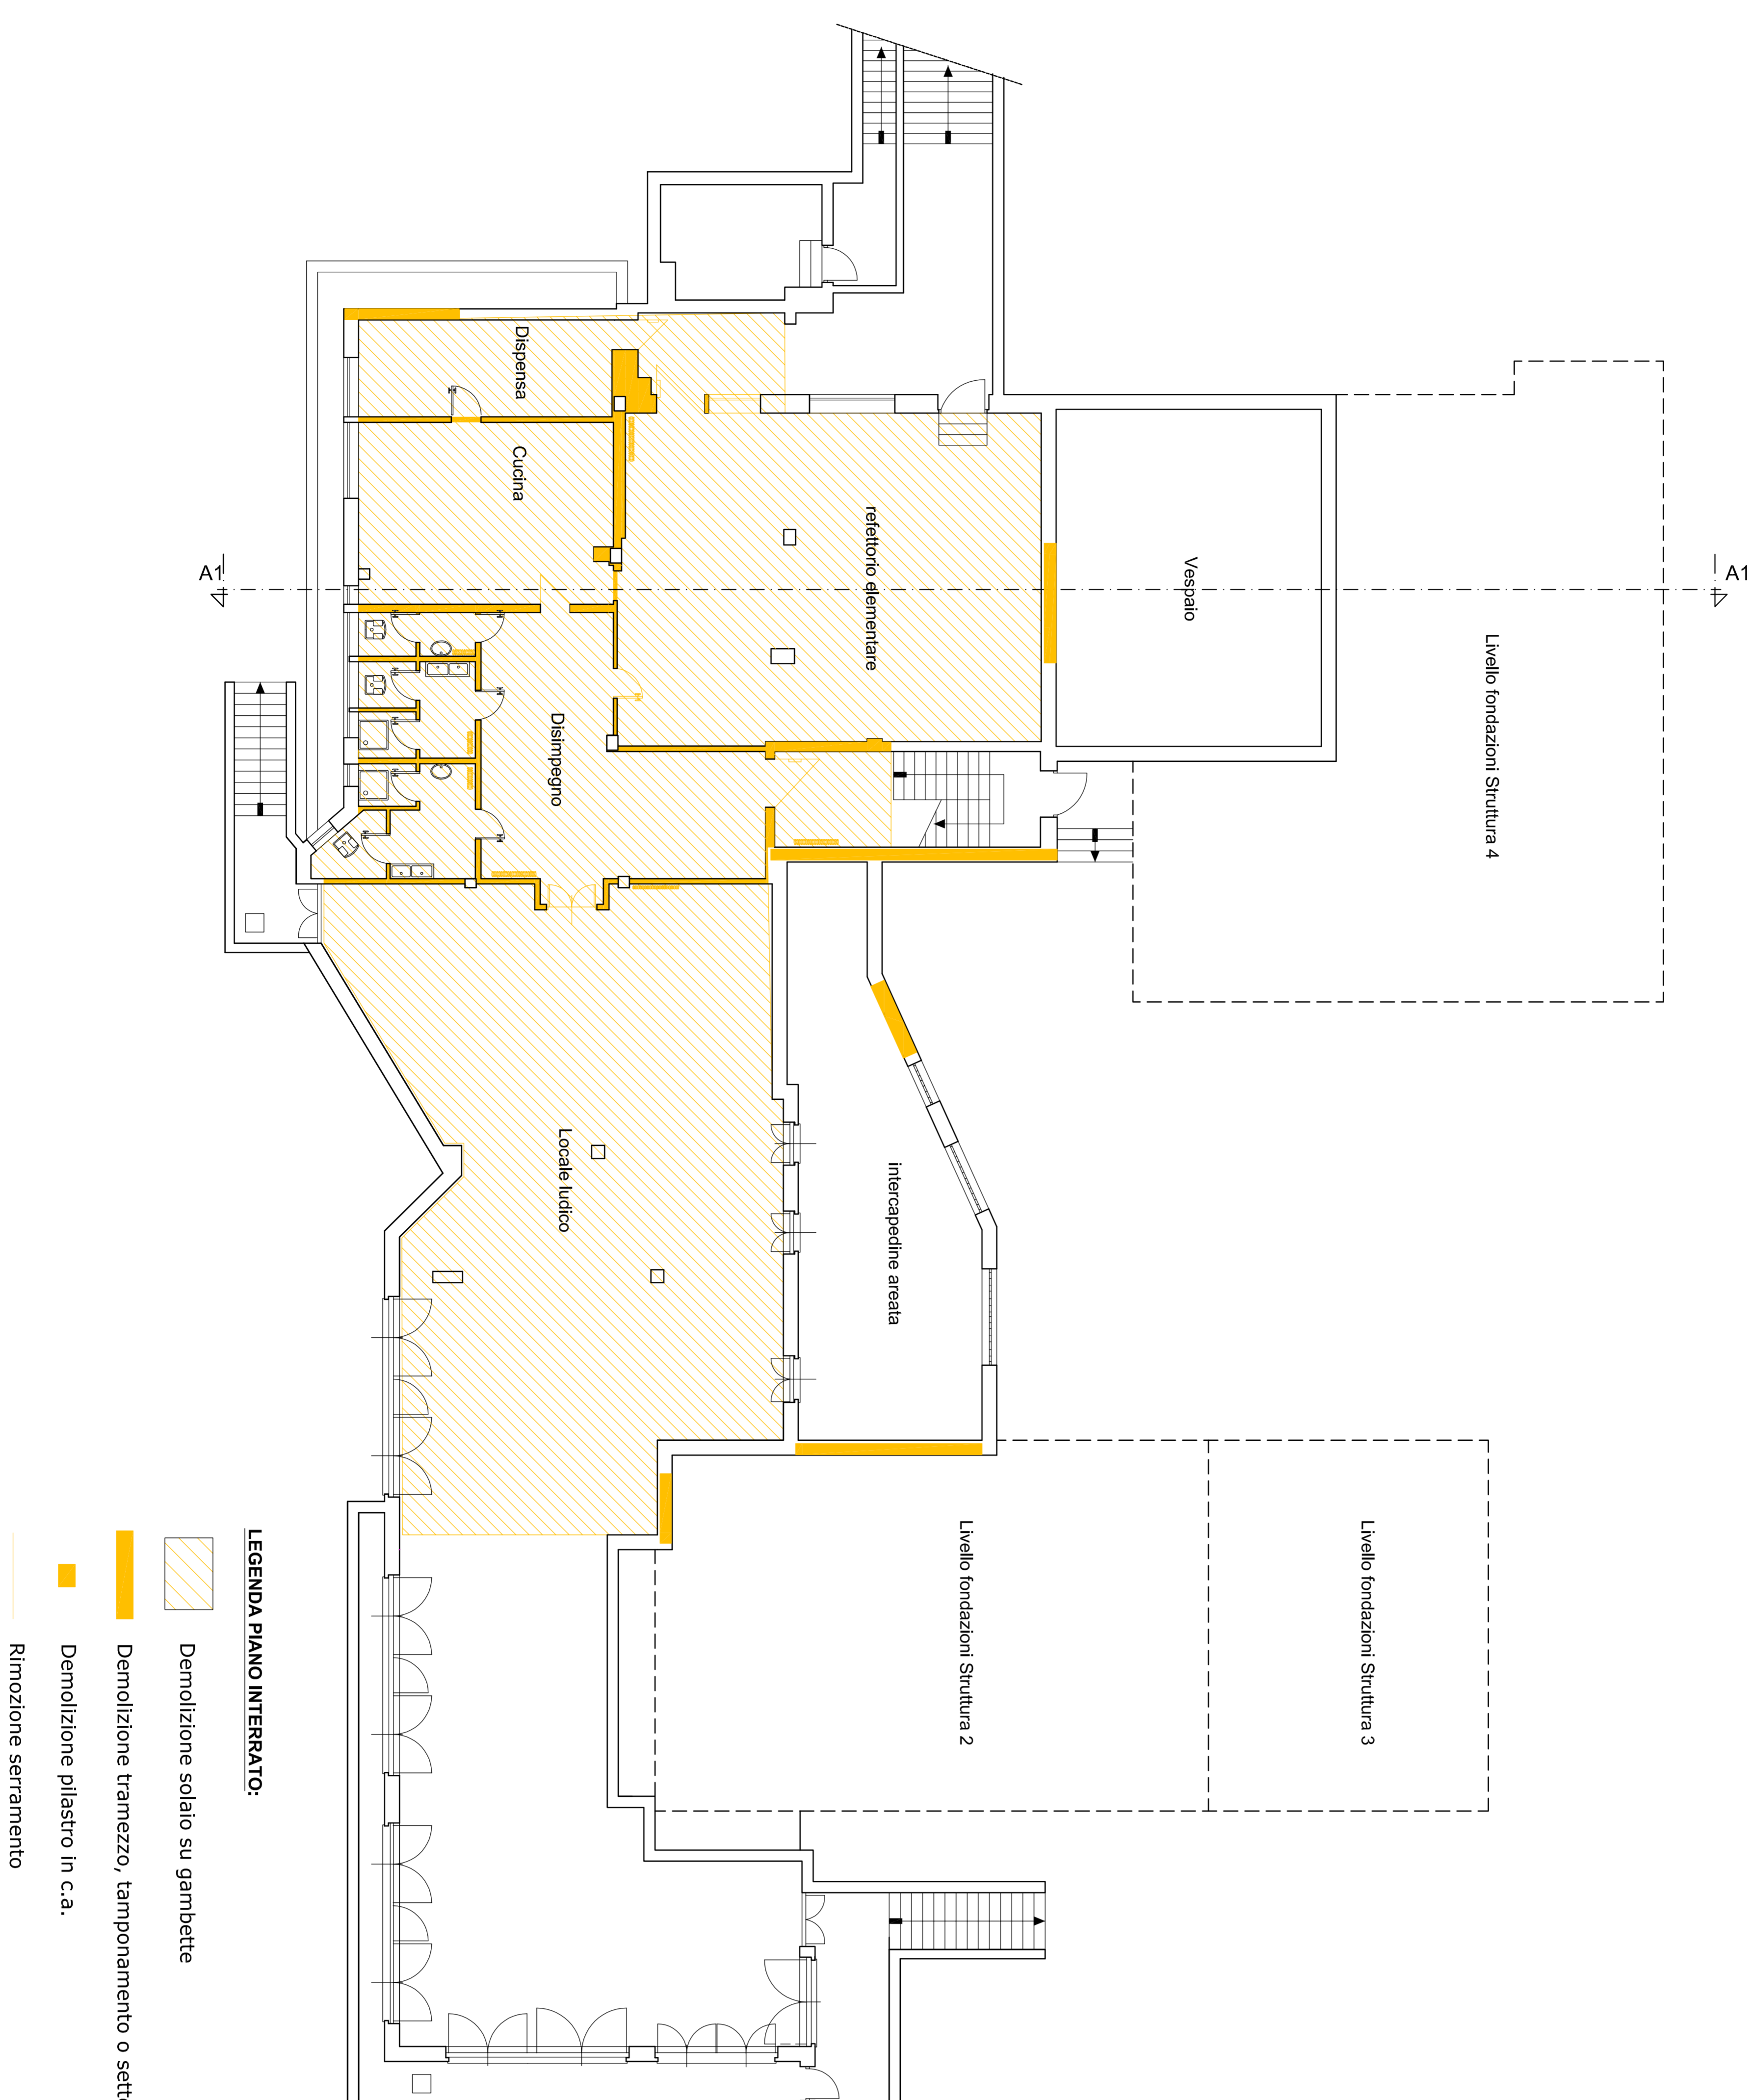 A1
A1
Livello fondazioni Struttura 4
Vespaio
refettorio elementare
Dispensa
Cucina
Disimpegno
intercapedine areata
Locale ludico
Livello fondazioni Struttura 3
Livello fondazioni Struttura 2
LEGENDA PIANO INTERRATO:
Demolizione solaio su gambette
Demolizione tramezzo, tamponamento o sett
Demolizione pilastro in c.a.
Rimozione serramento